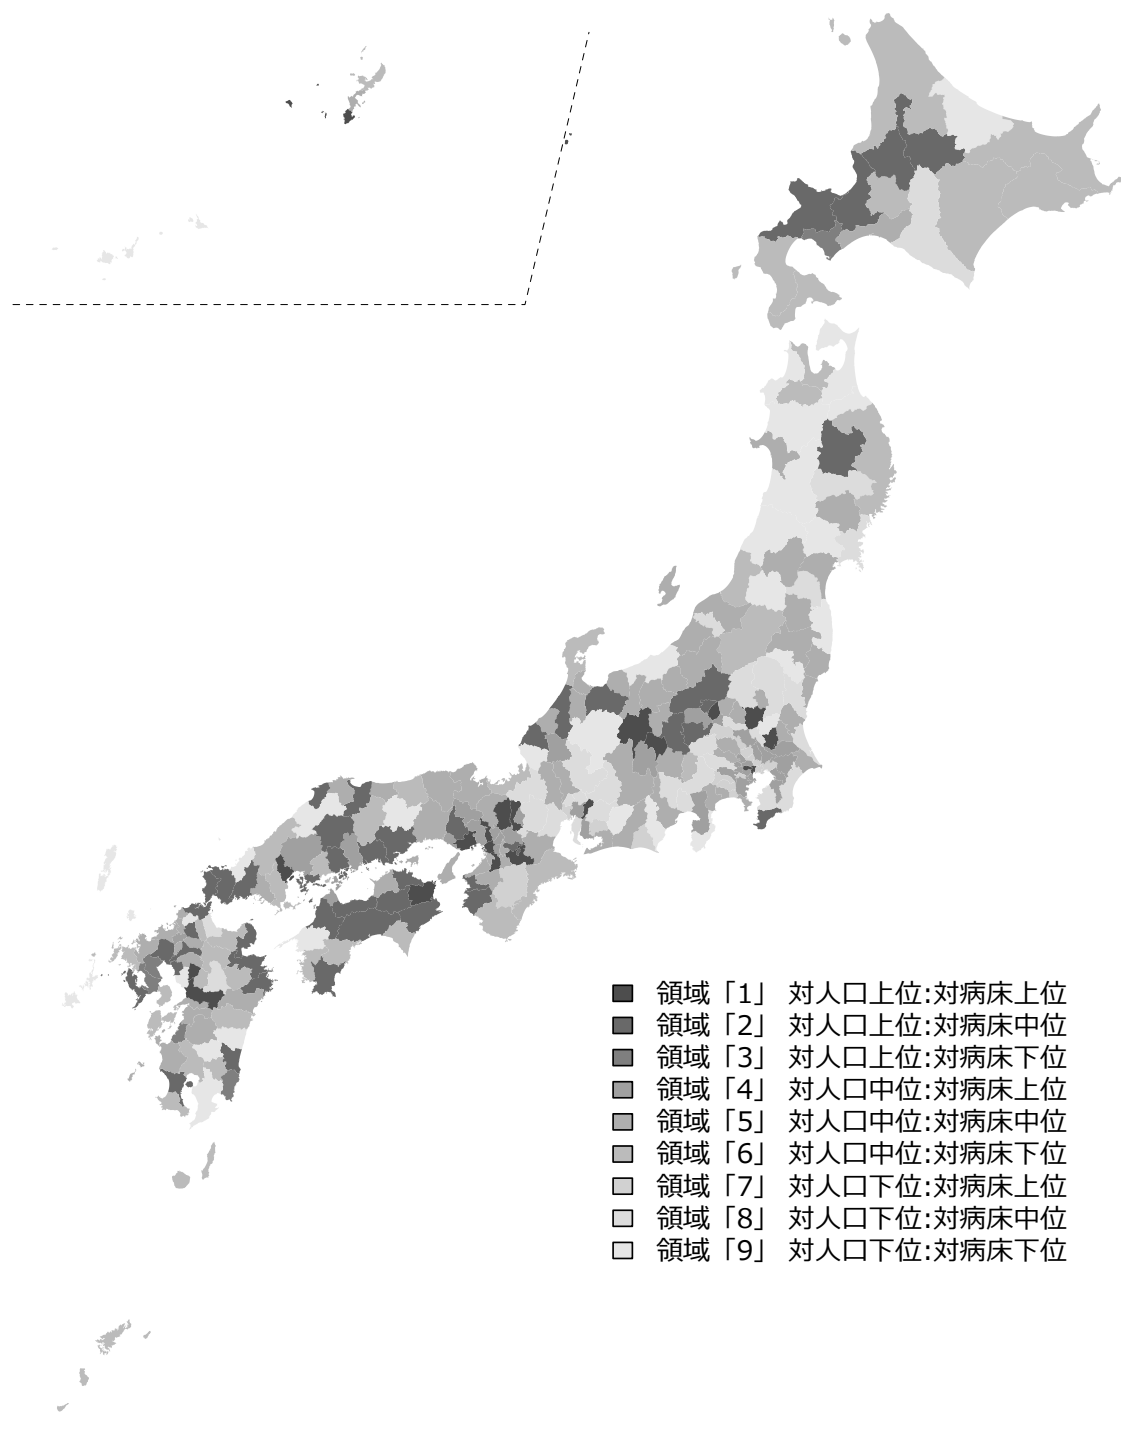 領域「1」 対人口上位:対病床上位
領域「2」 対人口上位:対病床中位
領域「3」 対人口上位:対病床下位
領域「4」 対人口中位:対病床上位
領域「5」 対人口中位:対病床中位
領域「6」 対人口中位:対病床下位
領域「7」 対人口下位:対病床上位
領域「8」 対人口下位:対病床中位
領域「9」 対人口下位:対病床下位